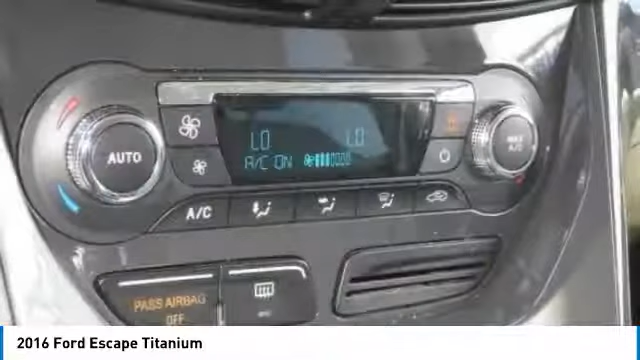 LO LO
A/C ON
AUTO
MAX
A/C
A/C
PASS AIRBAG
OFF
2016 Ford Escape Titanium